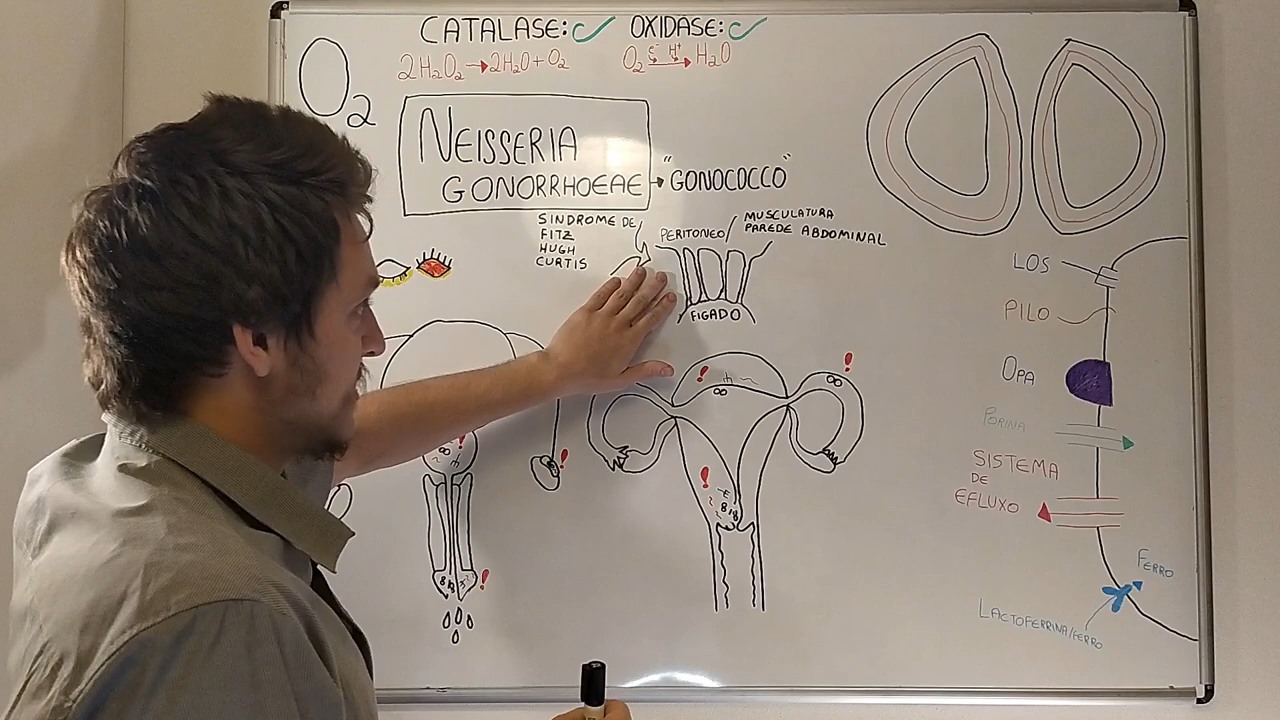 CATALASE: OXIDASE:
2H₂O₂→2H₂O+O₂
O₂ é H⁺ → H₂O
O₂
NEISSERIA
GONORRHOEAE → "GONOCOCCO"
SINDROME DE
FITZ
HUGH
CURTIS
PERITONEO
MUSCULATURA
PAREDE ABDOMINAL
FIGADO
LOS
PILO
OPA
PORINA
SISTEMA
DE
EFLUXO
FERRO
LACTOFERRINA/FERRO